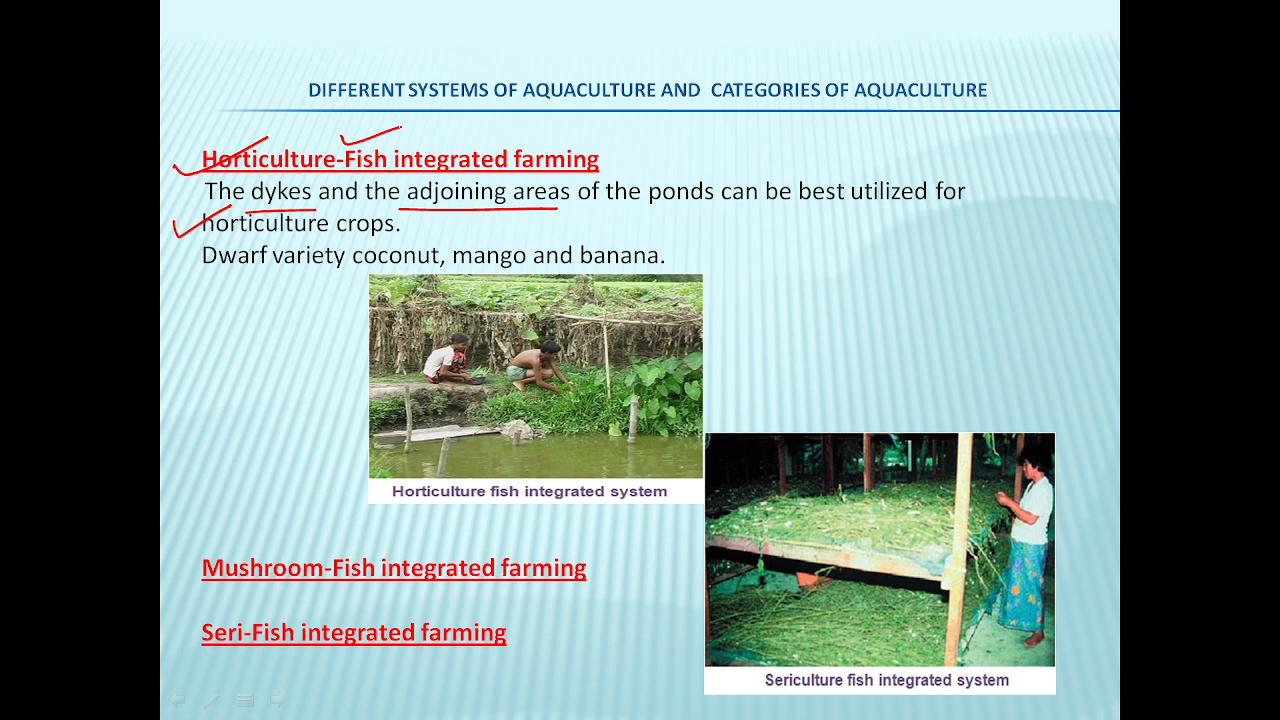 DIFFERENT SYSTEMS OF AQUACULTURE AND CATEGORIES OF AQUACULTURE
Horticulture-Fish integrated farming
The dykes and the adjoining areas of the ponds can be best utilized for
horticulture crops.
Dwarf variety coconut, mango and banana.
Horticulture fish integrated system
Mushroom-Fish integrated farming
Seri-Fish integrated farming
Sericulture fish integrated system